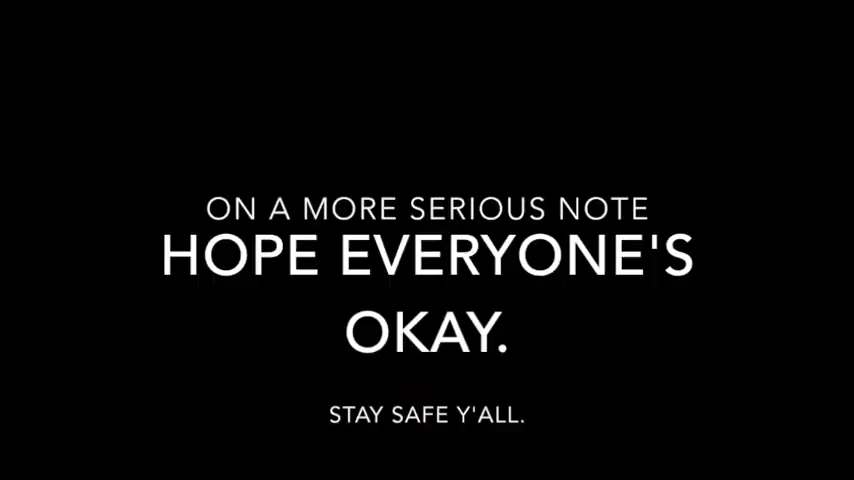 ON A MORE SERIOUS NOTE
HOPE EVERYONE'S
OKAY.
STAY SAFE Y'ALL.